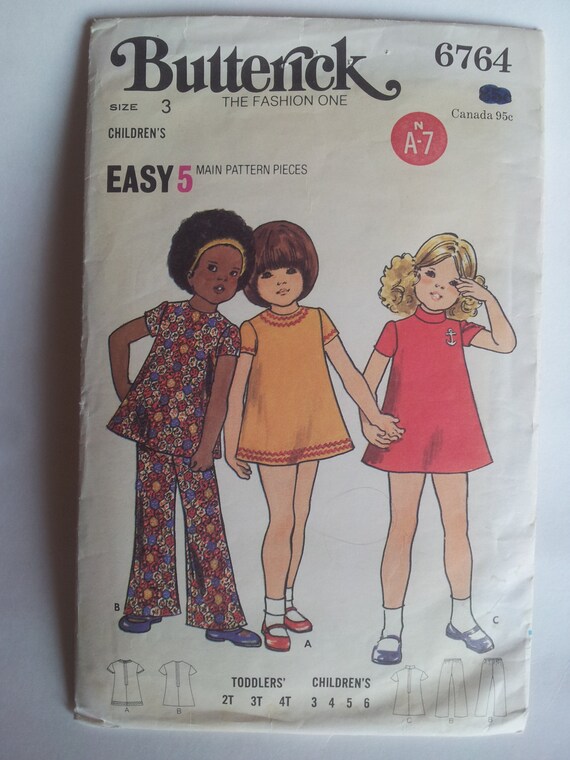 Butterick 6764
SIZE 3 THE FASHION ONE
Canada 95c
CHILDREN'S
N
A•7
EASY 5 MAIN PATTERN PIECES
B
A
C
TODDLERS' CHILDREN'S
2T 3T 4T 3 4 5 6
A B C B B